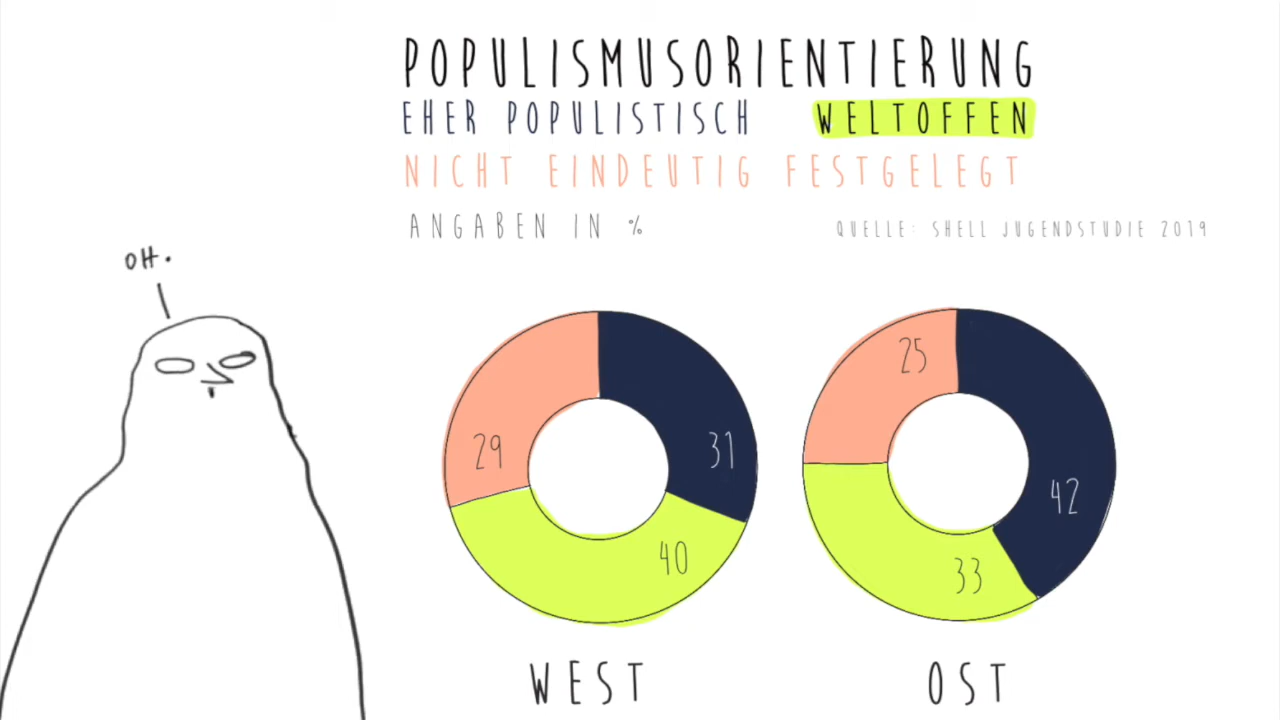 POPULISMUSORIENTIERUNG
EHER POPULISTISCH WELTOFFEN
NICHT EINDEUTIG FESTGELEGT
ANGABEN IN %
QUELLE: SHELL JUGENDSTUDIE 2019
OH.
29
31
40
25
42
33
WEST
OST